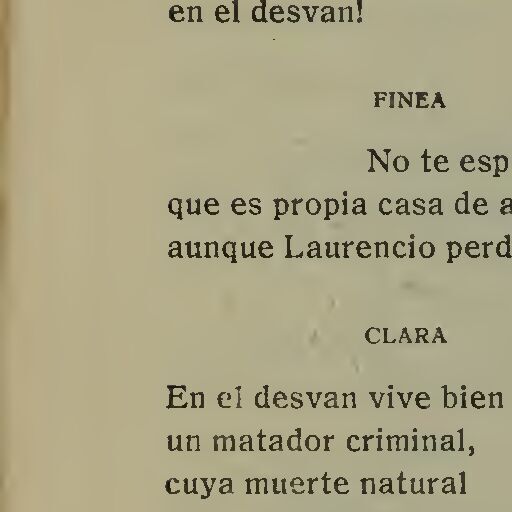 en el desvan!
FINEA
No te esp
que es propia casa de a
aunque Laurencio perd
CLARA
En el desvan vive bien
un matador criminal,
cuya muerte natural